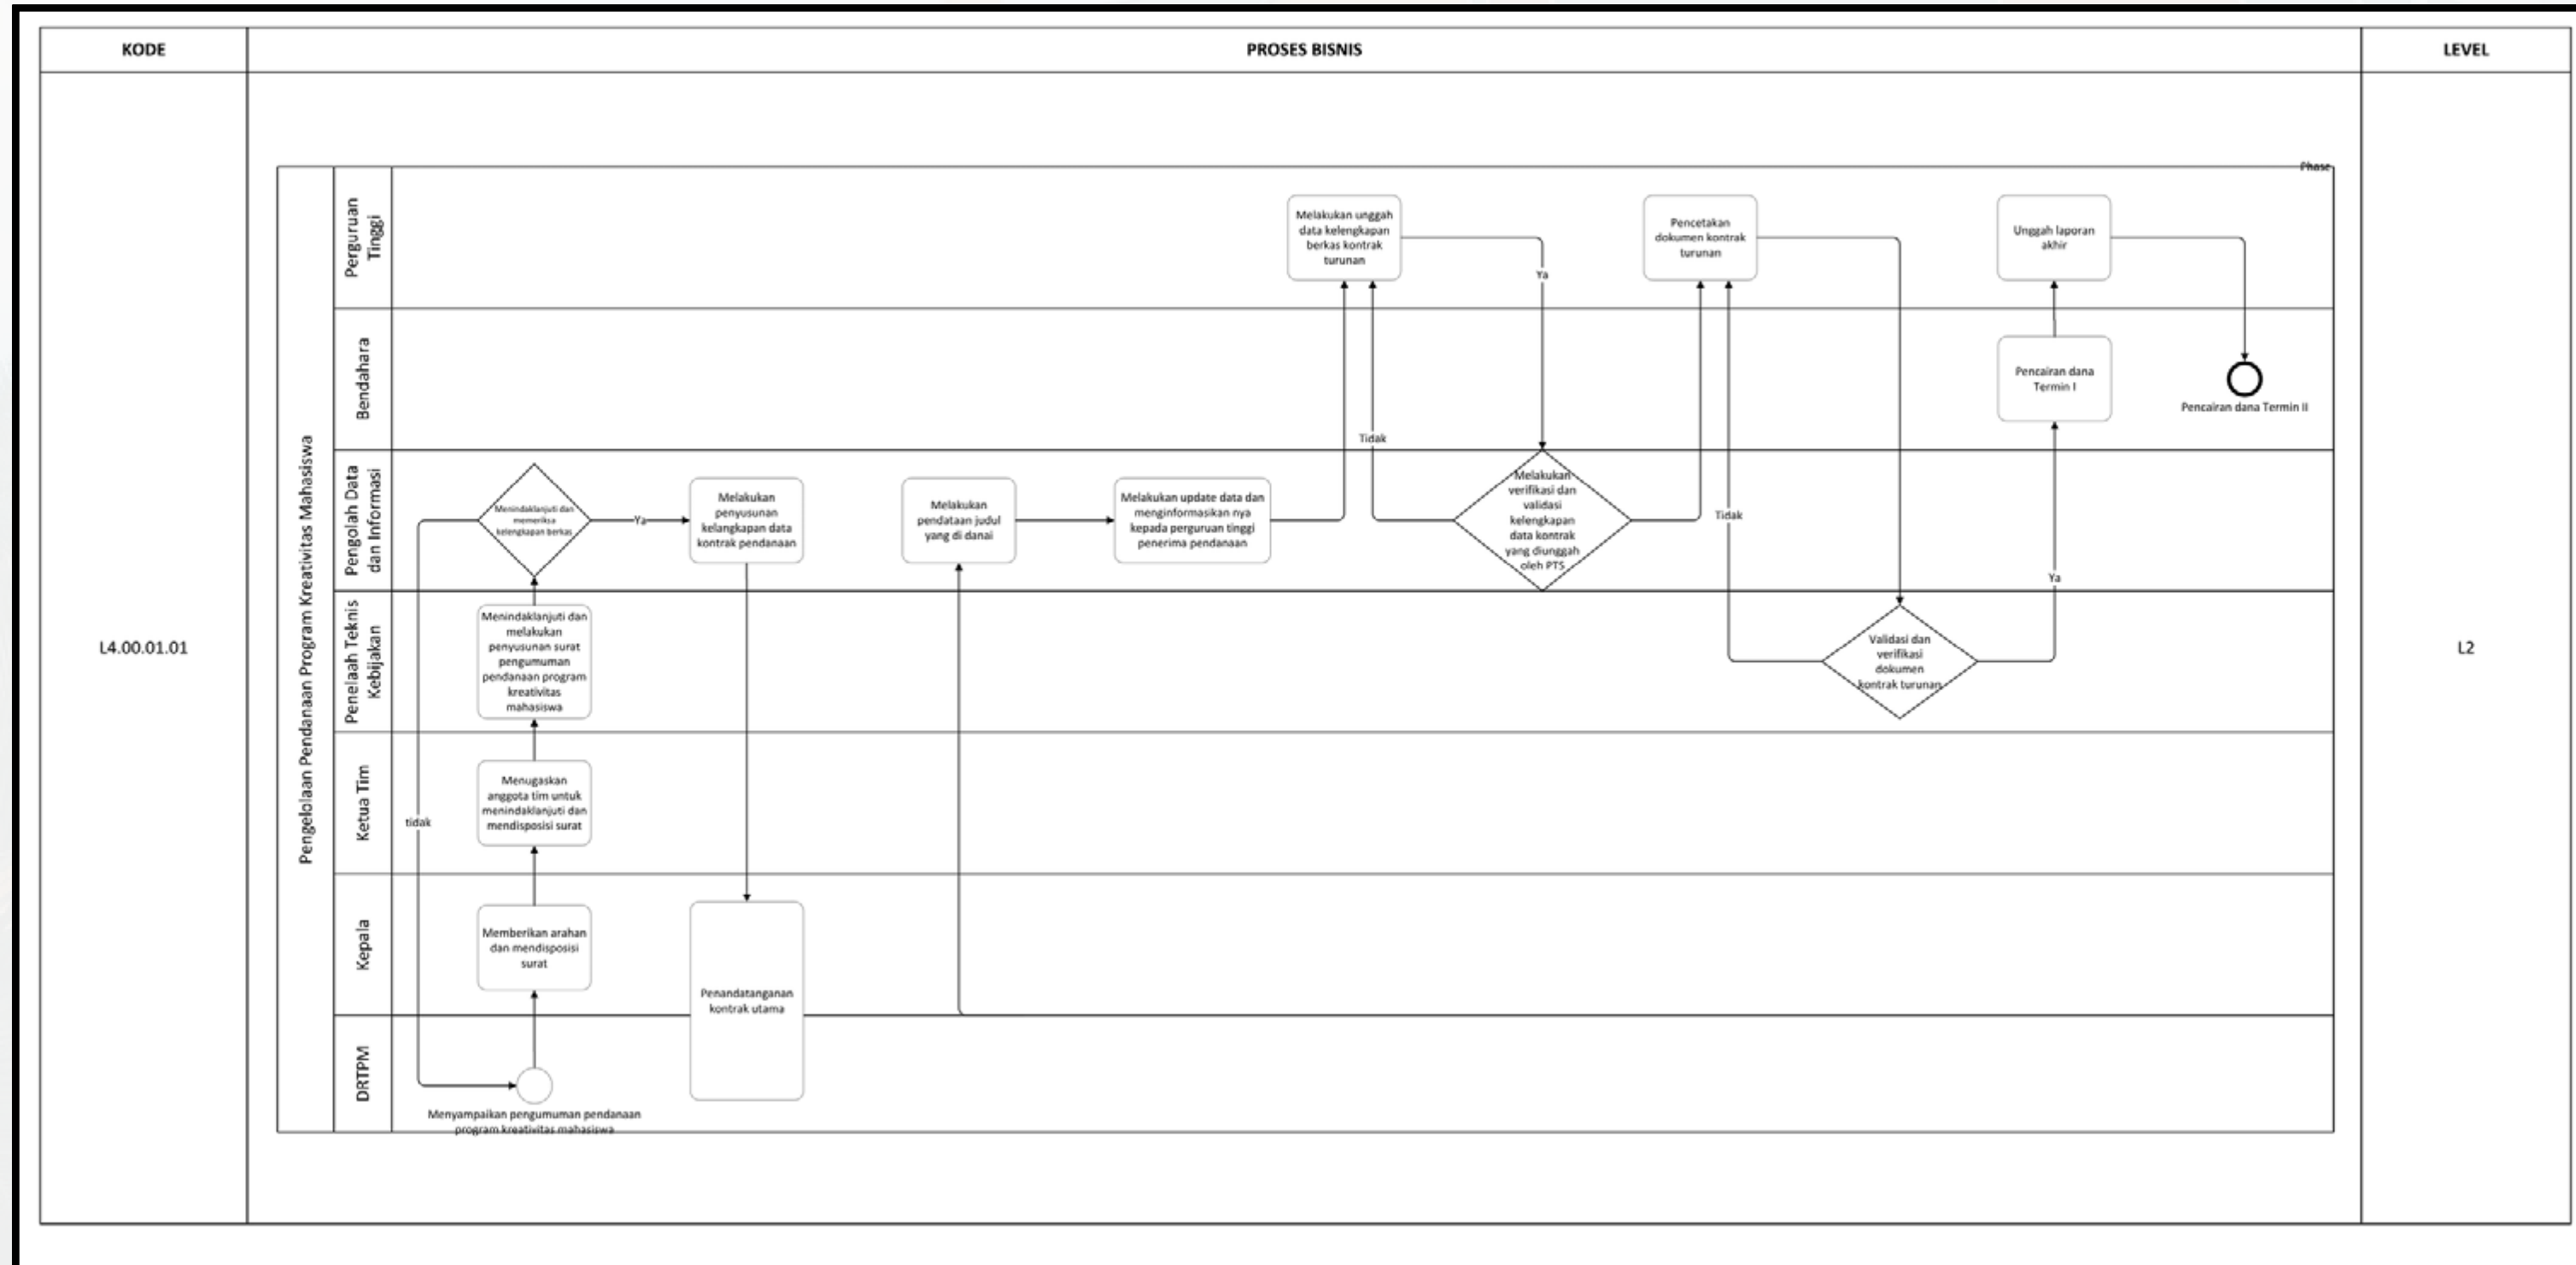 KODE
PROSES BISNIS
LEVEL
L4.00.01.01
L2
Phase
Pengelolaan Pendanaan Program Kreativitas Mahasiswa
Perguruan
Tinggi
Melakukan unggah
data kelengkapan
berkas kontrak
turunan
Ya
Pencetakan
dokumen kontrak
turunan
Unggah laporan
akhir
Bendahara
Tidak
Pencairan dana
Termin I
Pencairan dana Termin II
Pengolah Data
dan Informasi
Menindaklanjuti dan
memeriksa
kelengkapan berkas
Ya
Melakukan
penyusunan
kelangkapan data
kontrak pendanaan
Melakukan
pendataan judul
yang di danai
Melakukan update data dan
menginformasikan nya
kepada perguruan tinggi
penerima pendanaan
Melakukan
verifikasi dan
validasi
kelengkapan
data kontrak
yang diunggah
oleh PTS
Tidak
Ya
Penelaah Teknis
Kebijakan
Menindaklanjuti dan
melakukan
penyusunan surat
pengumuman
pendanaan program
kreativitas
mahasiswa
Validasi dan
verifikasi
dokumen
kontrak turunan
Ketua Tim
tidak
Menugaskan
anggota tim untuk
menindaklanjuti dan
mendisposisi surat
Kepala
Memberikan arahan
dan mendisposisi
surat
Penandatanganan
kontrak utama
DRTPM
Menyampaikan pengumuman pendanaan
program kreativitas mahasiswa